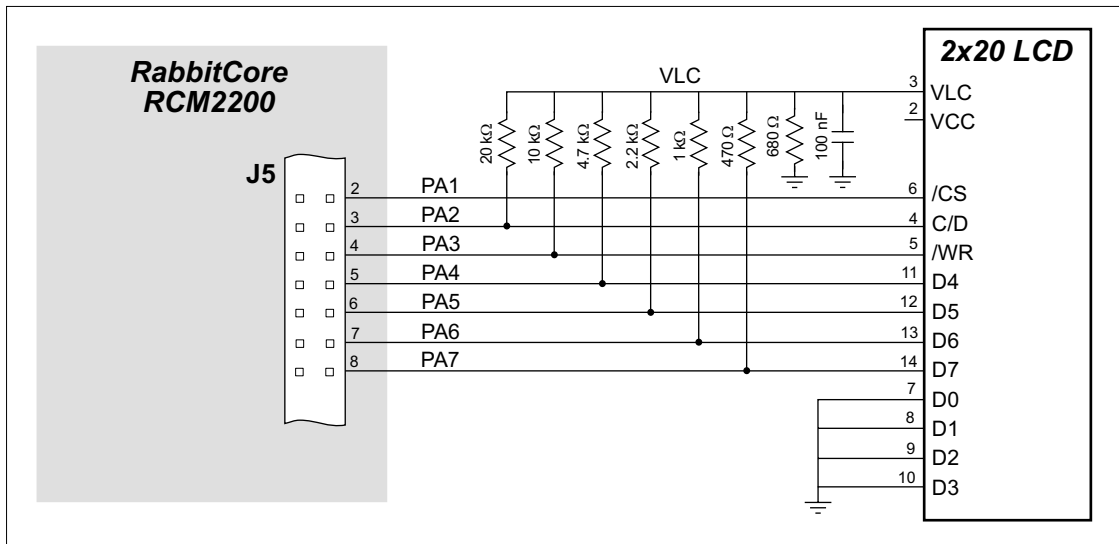 RabbitCore
RCM2200
2x20 LCD
VLC
3
VLC
2
VCC
20 kΩ
10 kΩ
4.7 kΩ
2.2 kΩ
1 kΩ
470 Ω
680 Ω
100 nF
J5
2
PA1
6
/CS
3
PA2
4
C/D
4
PA3
5
/WR
5
PA4
11
D4
6
PA5
12
D5
7
PA6
13
D6
8
PA7
14
D7
7
D0
8
D1
9
D2
10
D3